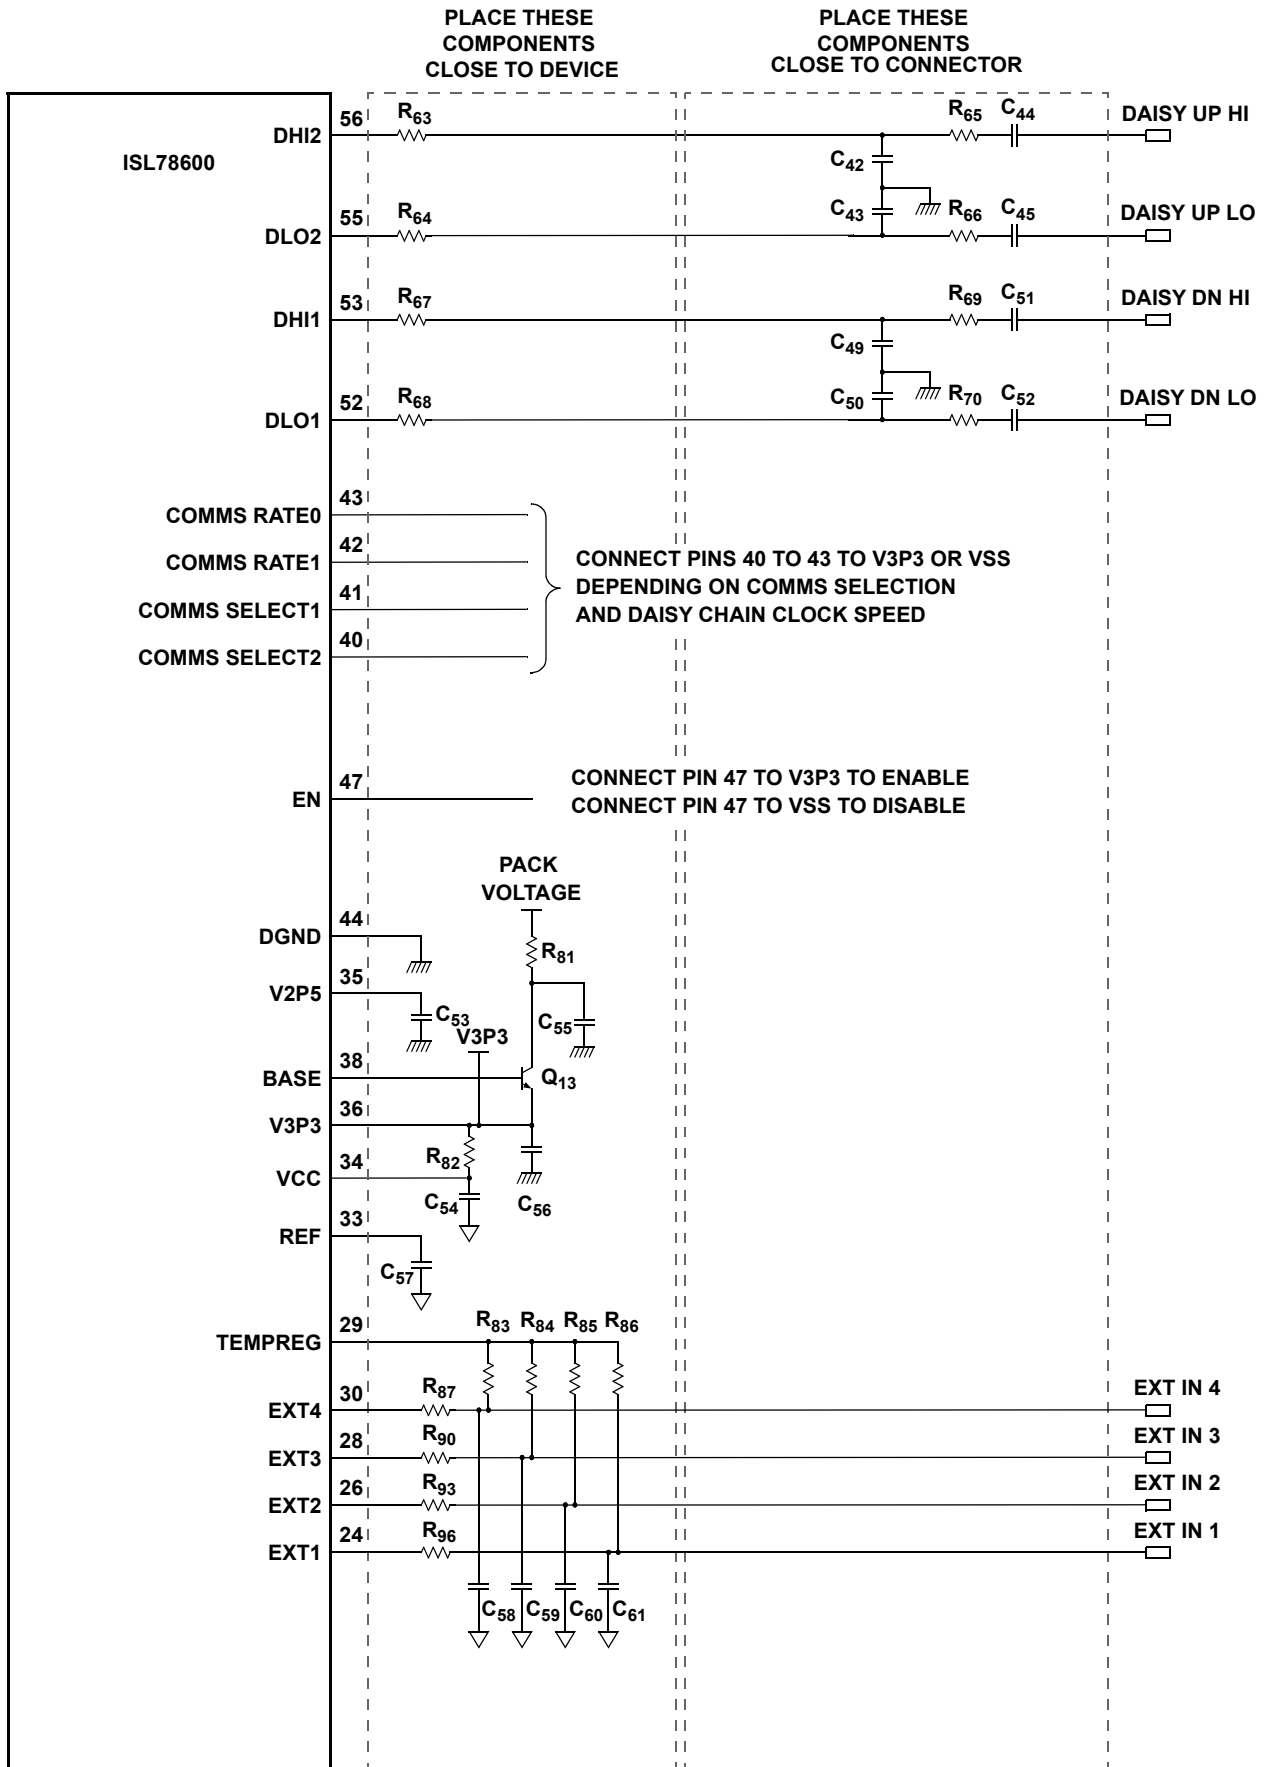 PLACE THESE
COMPONENTS
CLOSE TO DEVICE
PLACE THESE
COMPONENTS
CLOSE TO CONNECTOR
ISL78600
DHI2 56 R63 R65 C44 DAISY UP HI
C42
C43
DLO2 55 R64 R66 C45 DAISY UP LO
DHI1 53 R67 R69 C51 DAISY DN HI
C49
C50
DLO1 52 R68 R70 C52 DAISY DN LO
COMMS RATE0 43
COMMS RATE1 42
COMMS SELECT1 41
COMMS SELECT2 40
CONNECT PINS 40 TO 43 TO V3P3 OR VSS
DEPENDING ON COMMS SELECTION
AND DAISY CHAIN CLOCK SPEED
EN 47
CONNECT PIN 47 TO V3P3 TO ENABLE
CONNECT PIN 47 TO VSS TO DISABLE
PACK
VOLTAGE
DGND 44
R81
V2P5 35
C53
V3P3
C55
BASE 38
Q13
V3P3 36
R82
VCC 34
C54
C56
REF 33
C57
TEMPREG 29
R83 R84 R85 R86
EXT4 30 R87 EXT IN 4
EXT3 28 R90 EXT IN 3
EXT2 26 R93 EXT IN 2
EXT1 24 R96 EXT IN 1
C58 C59 C60 C61